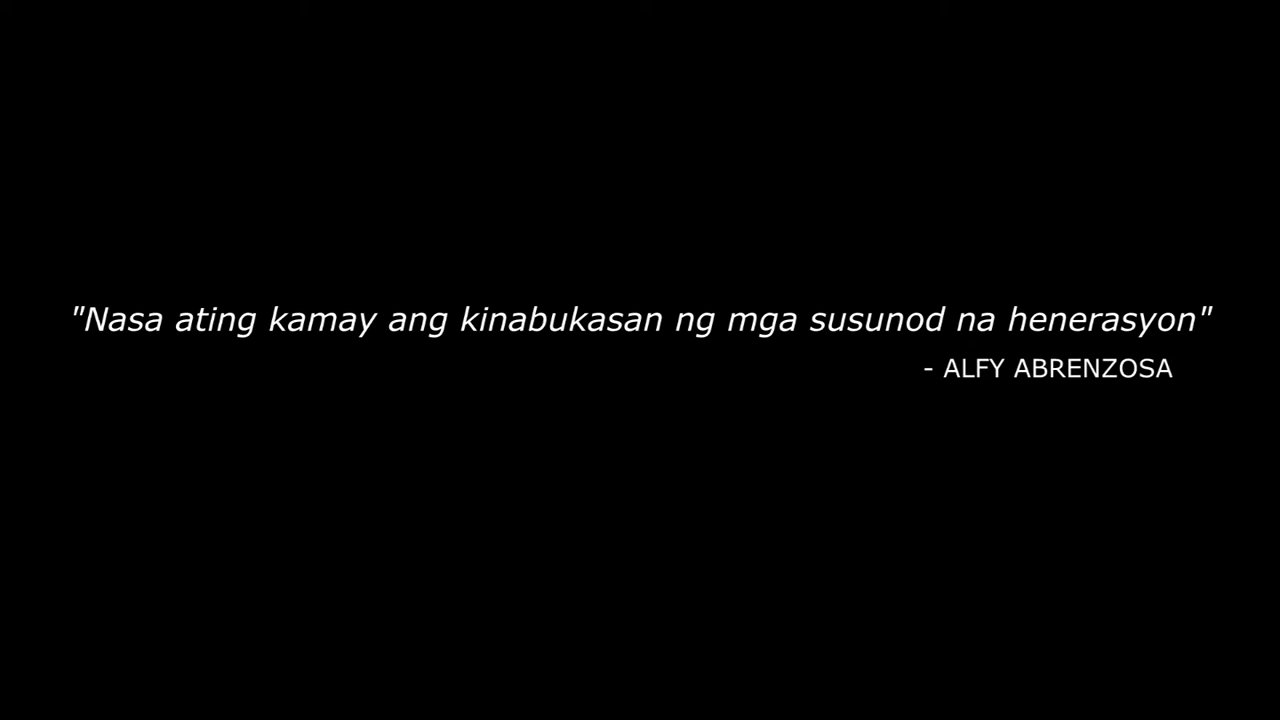 "Nasa ating kamay ang kinabukasan ng mga susunod na henerasyon"
- ALFY ABRENZOSA